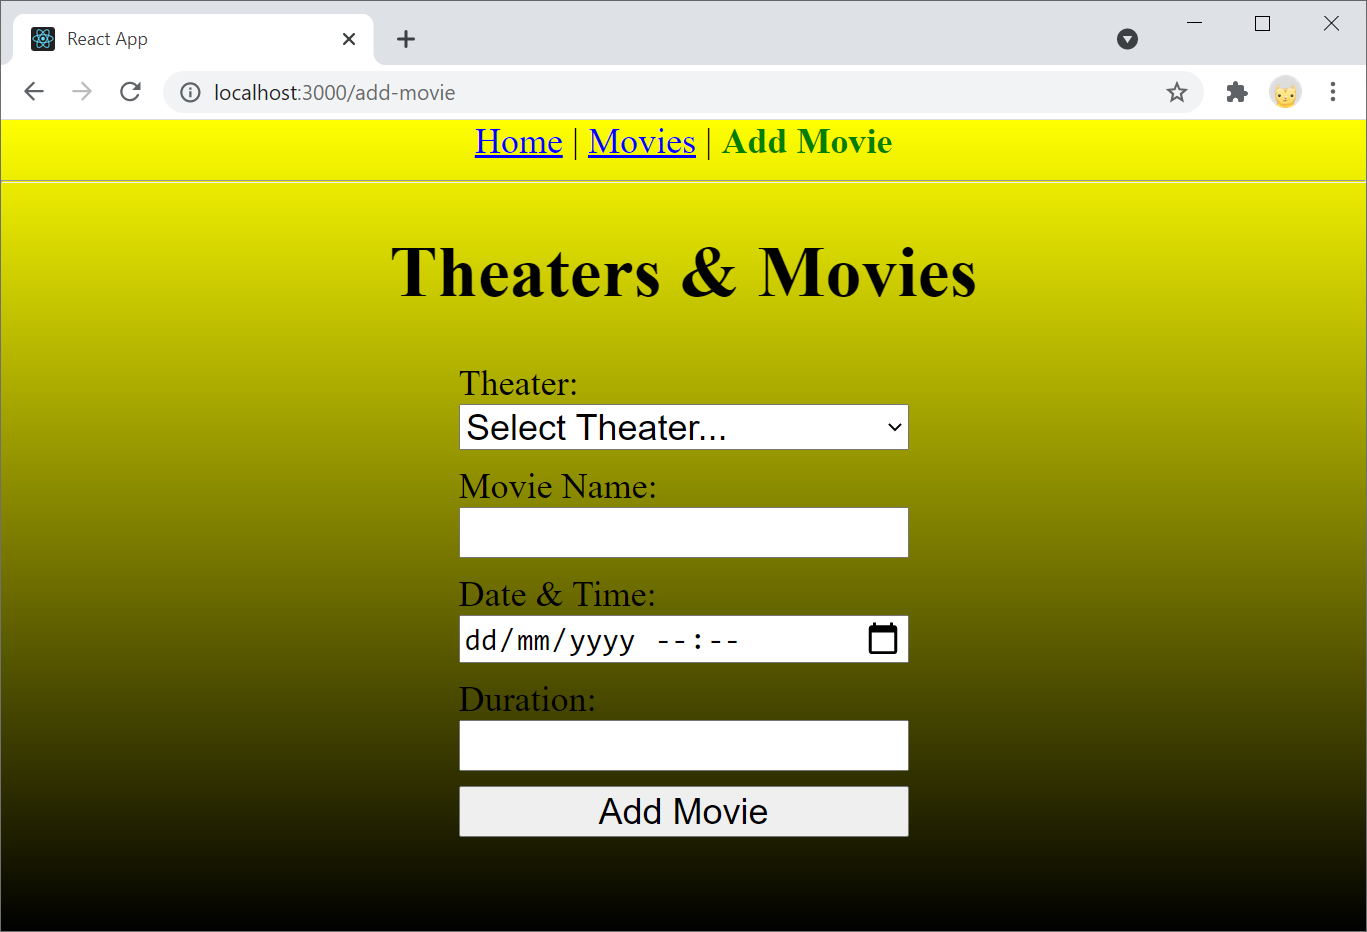 React App
localhost:3000/add-movie
Home | Movies | Add Movie
Theaters & Movies
Theater:
Select Theater...
Movie Name:
Date & Time:
dd/mm/yyyy --:--
Duration:
Add Movie